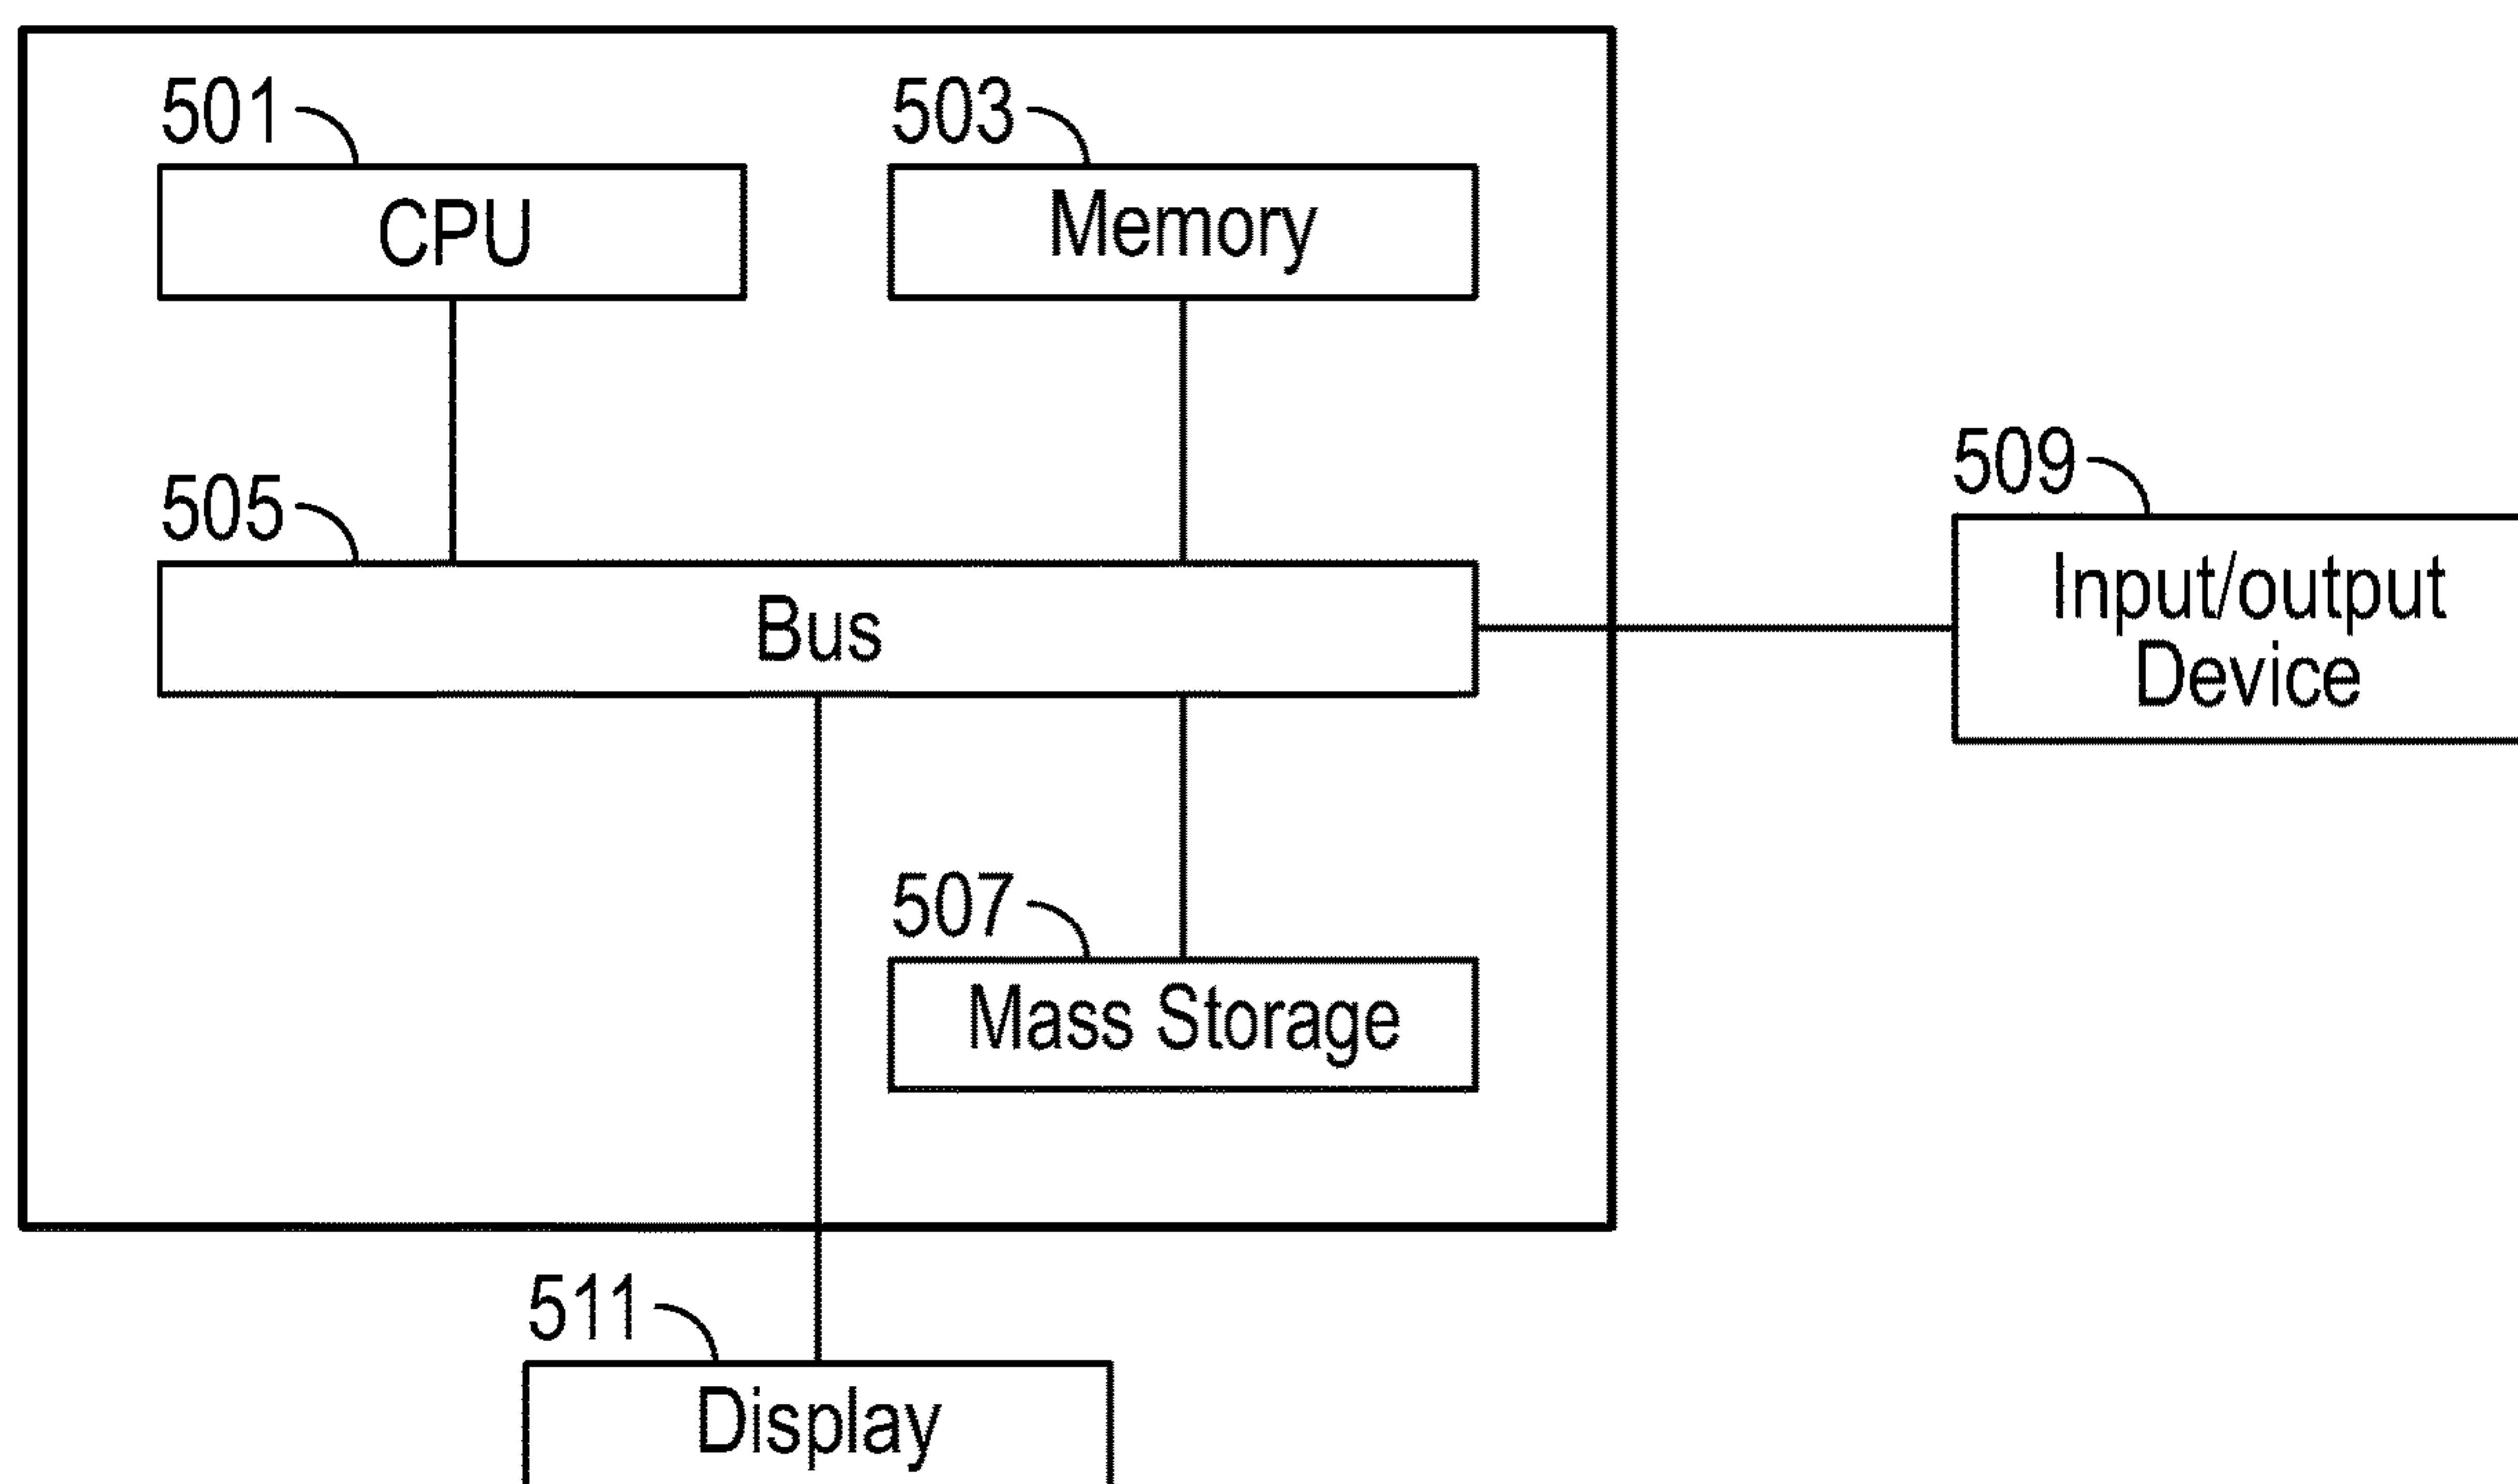 501
503
CPU
Memory
505
509
Bus
Input/output
Device
507
Mass Storage
511
Display